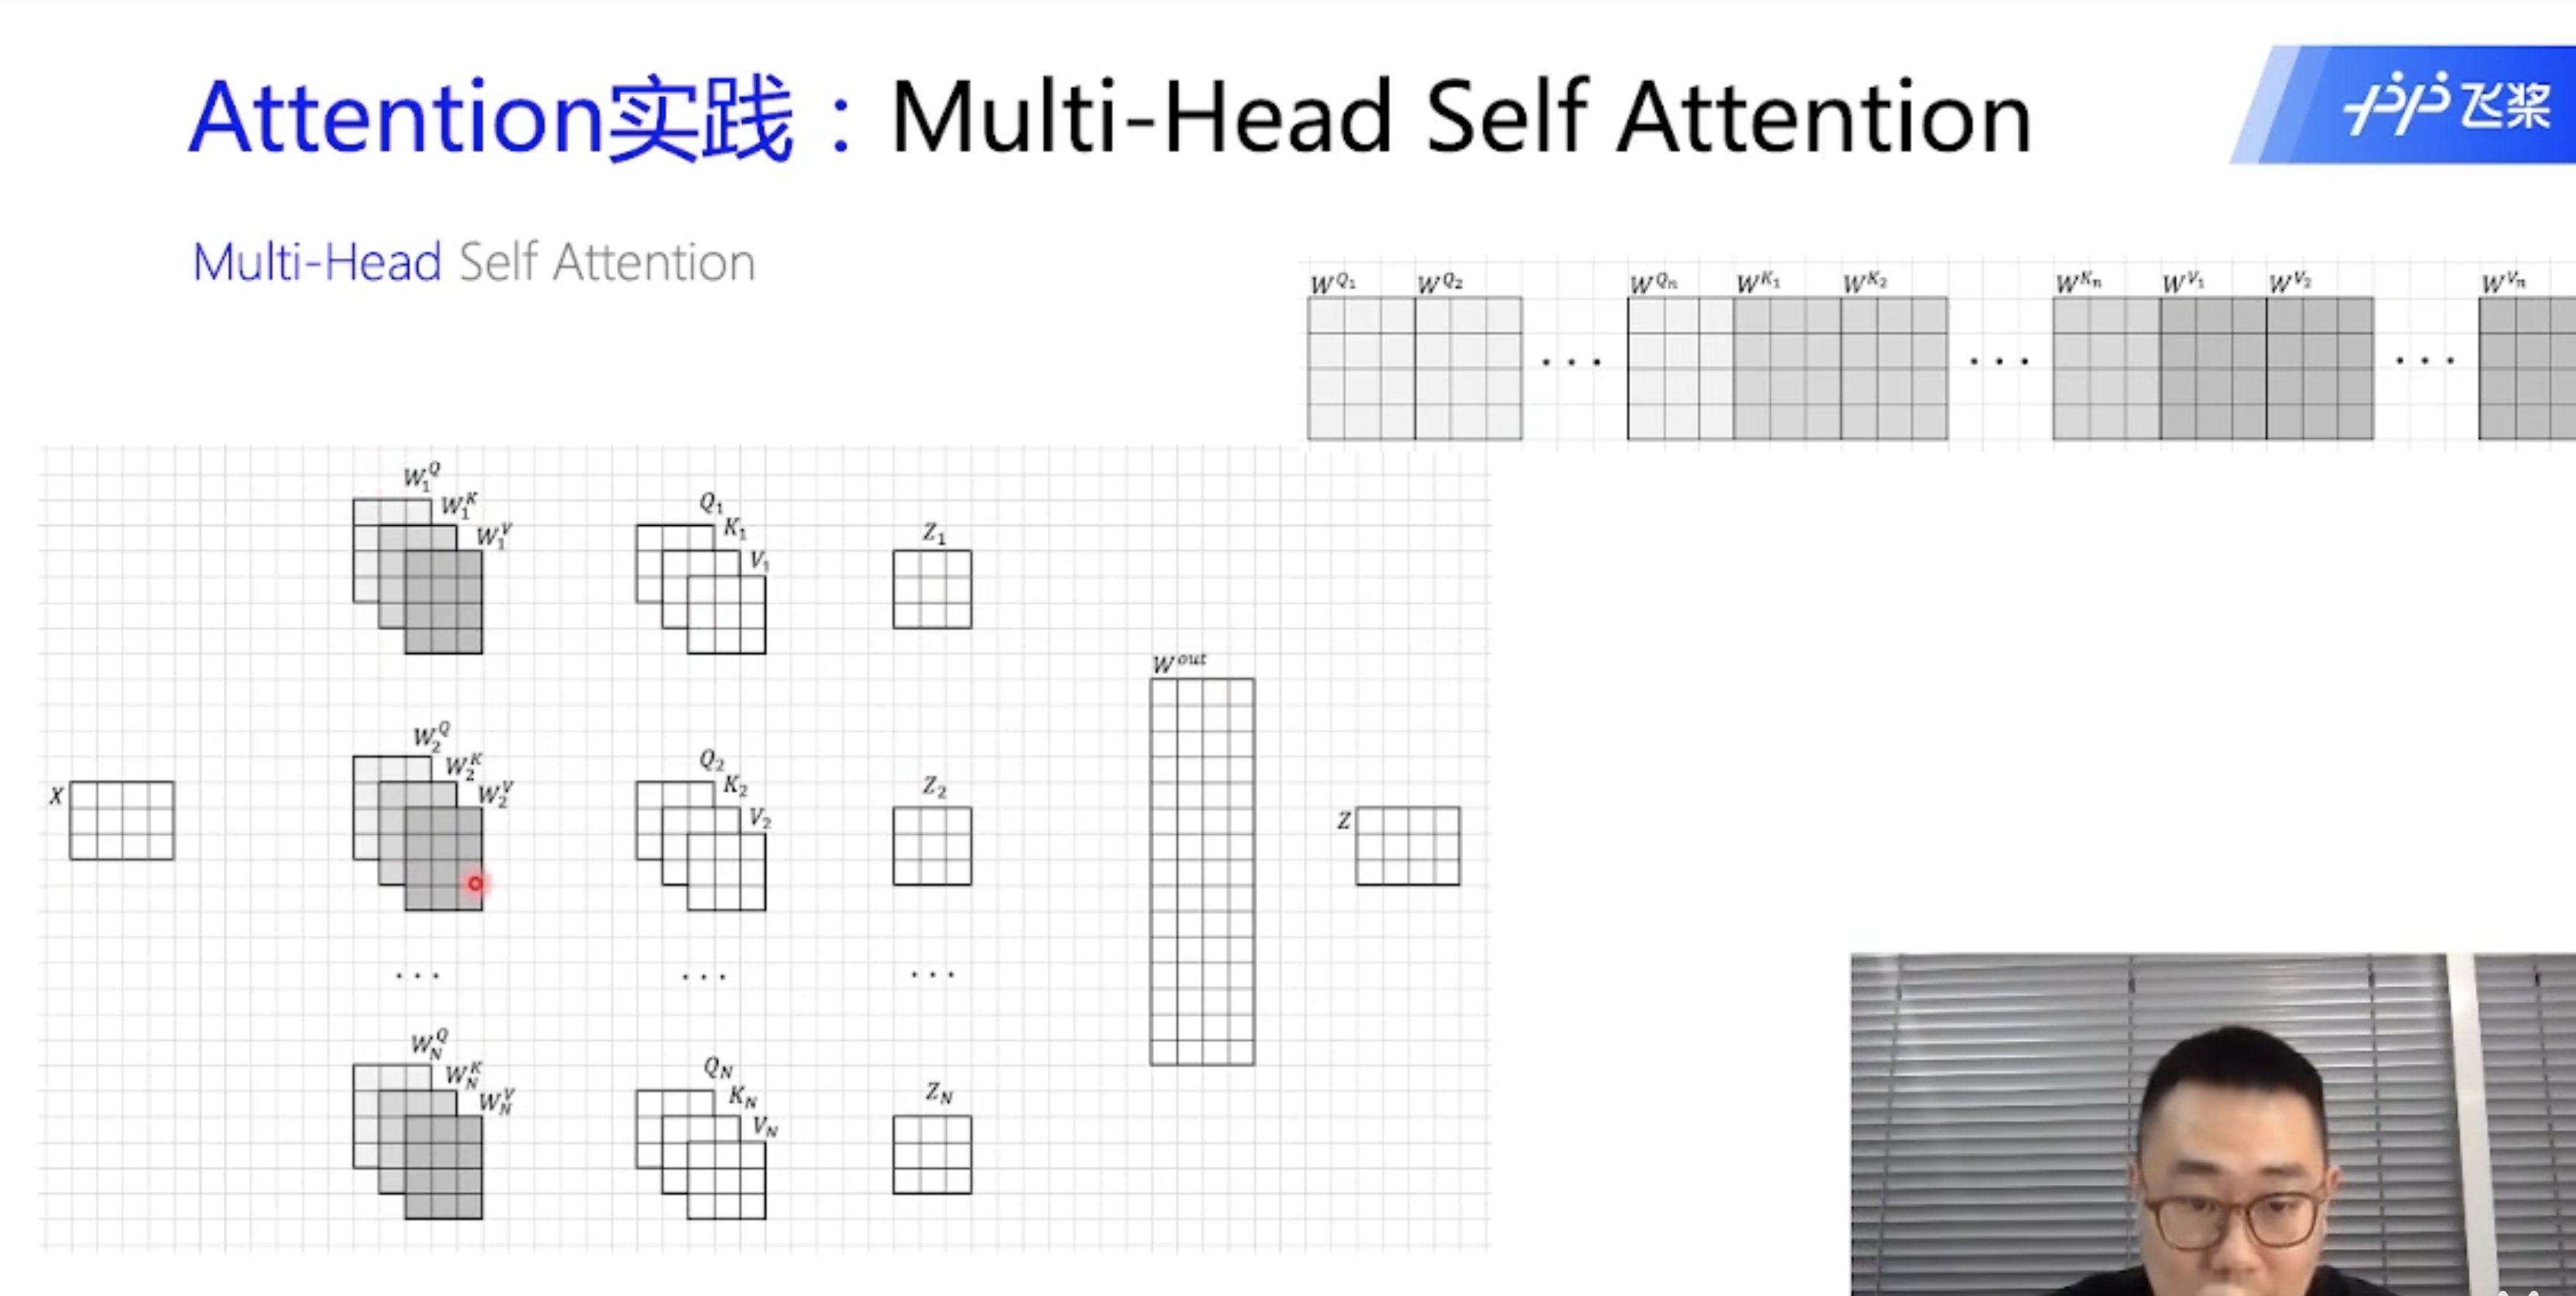 Attention实践：Multi-Head Self Attention
飞桨
Multi-Head Self Attention
W^{Q_1} W^{Q_2} ... W^{Q_n} W^{K_1} W^{K_2} ... W^{K_n} W^{V_1} W^{V_2} ... W^{V_n}
W_1^Q
W_1^K
W_1^V
Q_1
K_1
V_1
Z_1
W^{out}
X
W_2^Q
W_2^K
W_2^V
Q_2
K_2
V_2
Z_2
Z
... ... ...
W_N^Q
W_N^K
W_N^V
Q_N
K_N
V_N
Z_N